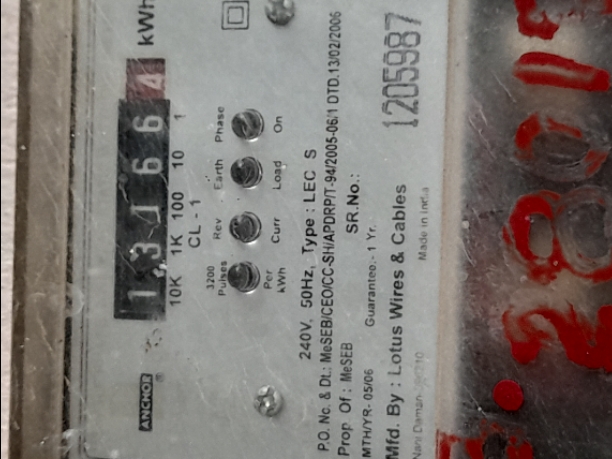 ANCHOR
13466 4 kWh
10K 1K 100 10 1
CL - 1
3200 Pulses Rev Earth Phase
Per kWh Curr Load On
240V, 50Hz, Type : LEC S
P.O. No. & Dt.: MeSEB/CEO/CC-SH/APDRP/T-94/2005-06/1 DTD.13/02/2006
Prop. Of : MeSEB SR.No.:
1205987
MTH/YR- 05/06 Guarantee:- 1 Yr.
Mfd. By : Lotus Wires & Cables
Nani Daman- Made in India